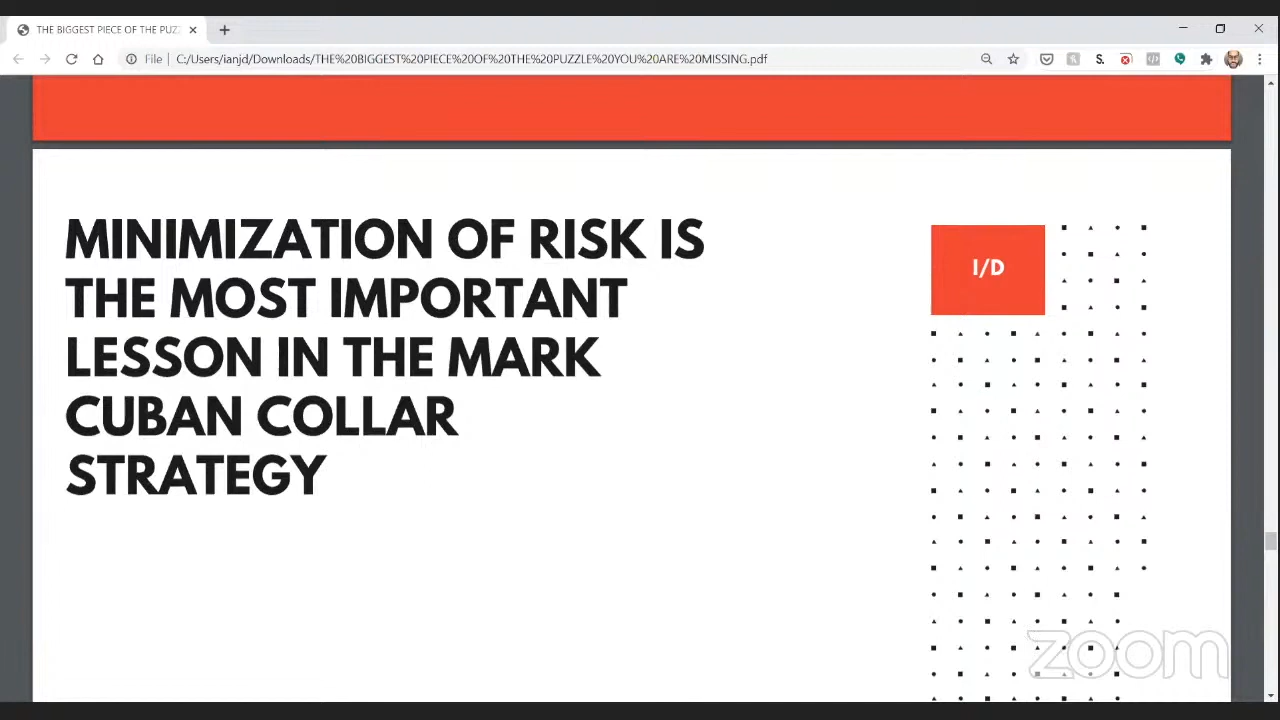 THE BIGGEST PIECE OF THE PUZ
File
C:/Users/ianjd/Downloads/THE%20BIGGEST%20PIECE%20OF%20THE%20PUZZLE%20YOU%20ARE%20MISSING.pdf
S.
MINIMIZATION OF RISK IS
THE MOST IMPORTANT
LESSON IN THE MARK
CUBAN COLLAR
STRATEGY
I/D
zoom